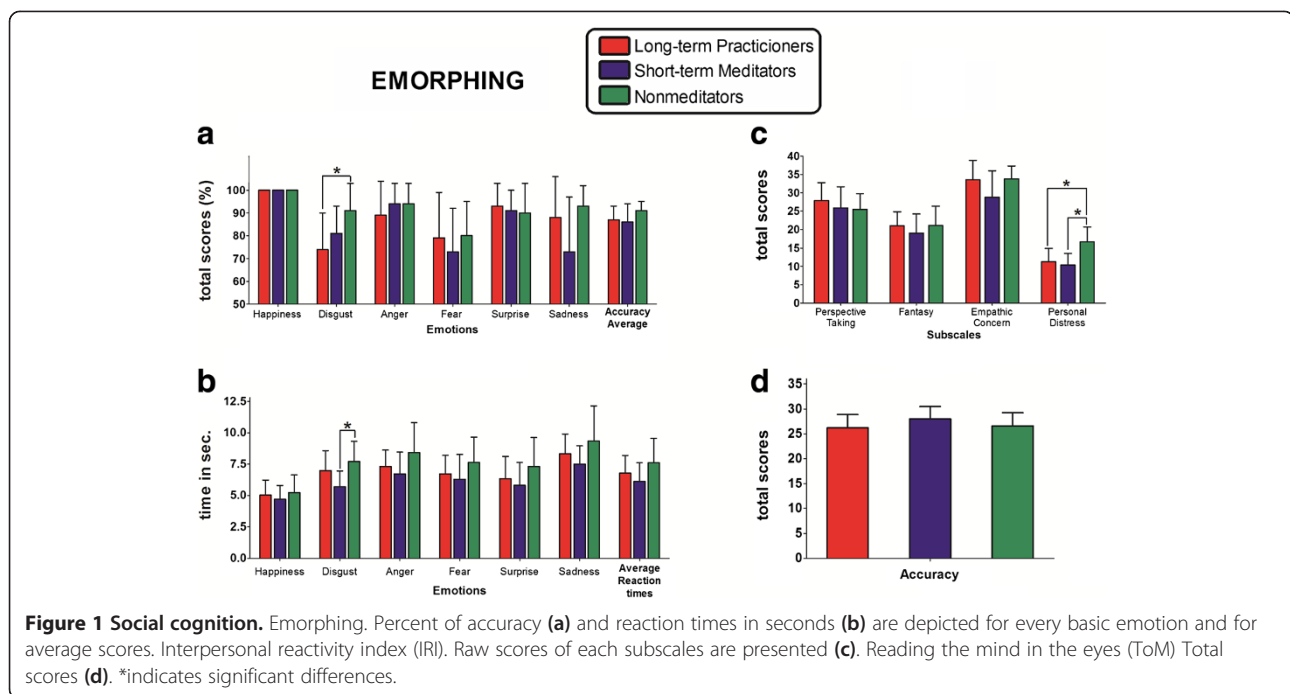 EMORPHING
Long-term Practicioners
Short-term Meditators
Nonmeditators
a
total scores (%)
100
90
80
70
60
50
*
Happiness Disgust Anger Fear Surprise Sadness Accuracy Average
Emotions
c
total scores
40
35
30
25
20
15
10
5
0
*
*
Perspective Taking Fantasy Empathic Concern Personal Distress
Subscales
b
time in sec.
12.5
10.0
7.5
5.0
2.5
0.0
*
Happiness Disgust Anger Fear Surprise Sadness Average Reaction times
Emotions
d
total scores
35
30
25
20
15
10
5
0
Accuracy
Figure 1 Social cognition. Emorphing. Percent of accuracy (a) and reaction times in seconds (b) are depicted for every basic emotion and for
average scores. Interpersonal reactivity index (IRI). Raw scores of each subscales are presented (c). Reading the mind in the eyes (ToM) Total
scores (d). *indicates significant differences.